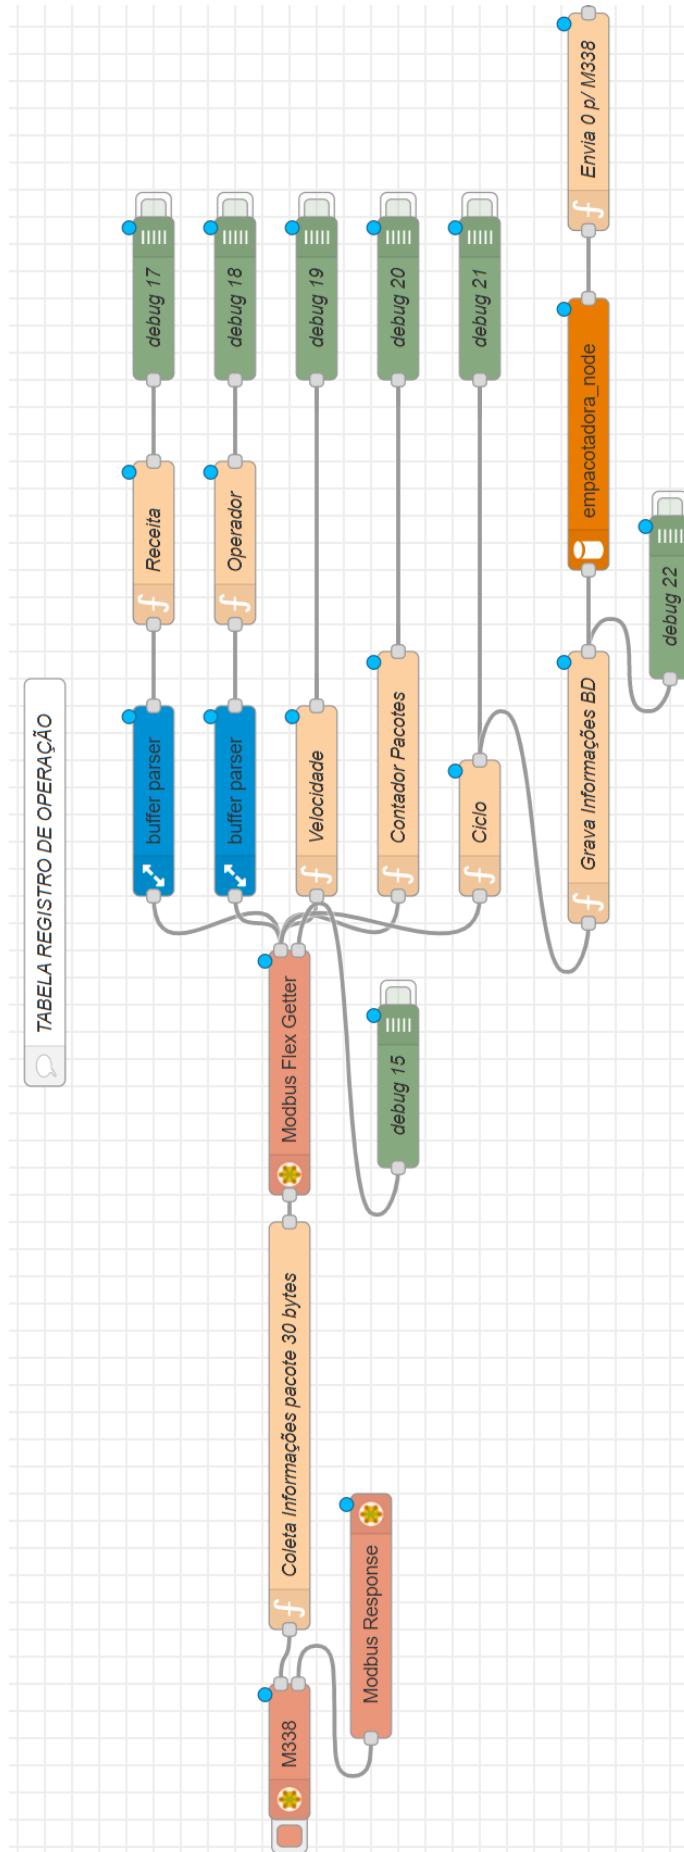 TABELA REGISTRO DE OPERAÇÃO
M338
Modbus Response
Coleta Informações pacote 30 bytes
Modbus Flex Getter
debug 15
buffer parser
Receita
debug 17
buffer parser
Operador
debug 18
Velocidade
debug 19
Contador Pacotes
debug 20
Ciclo
debug 21
Grava Informações BD
debug 22
empacotadora_node
Envia 0 p/ M338